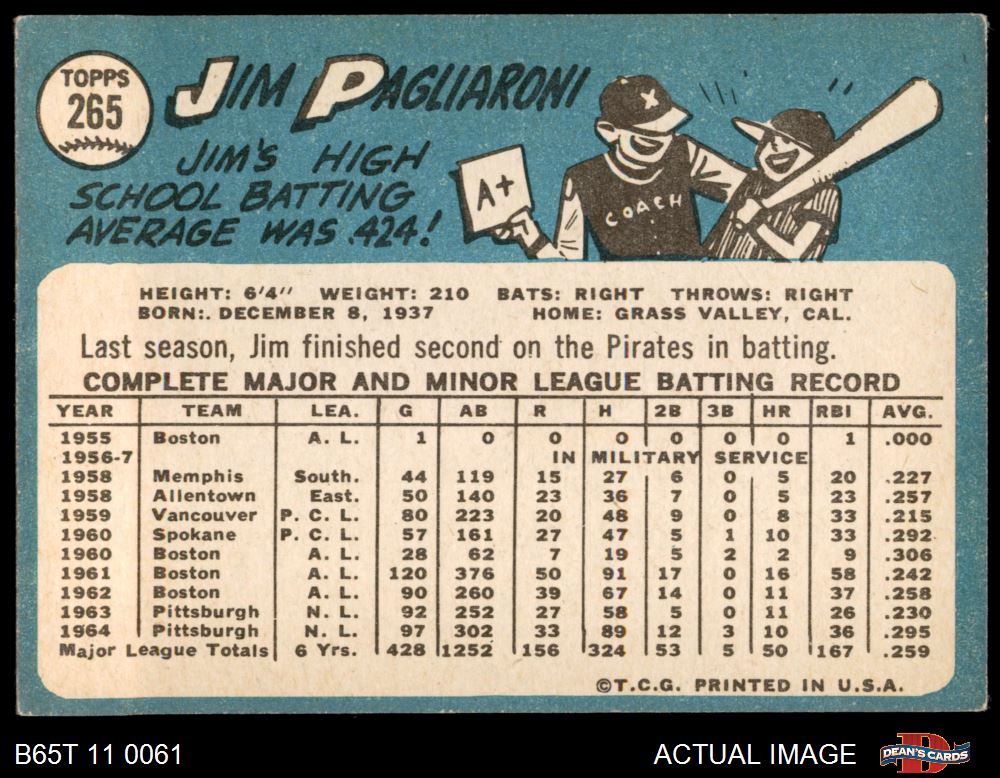 TOPPS
265
JIM PAGLIARONI
JIM'S HIGH
SCHOOL BATTING
AVERAGE WAS .424!
A+
X
COACH
HEIGHT: 6'4" WEIGHT: 210 BATS: RIGHT THROWS: RIGHT
BORN:. DECEMBER 8, 1937 HOME: GRASS VALLEY, CAL.
Last season, Jim finished second on the Pirates in batting.
COMPLETE MAJOR AND MINOR LEAGUE BATTING RECORD
YEAR TEAM LEA. G AB R H 2B 3B HR RBI AVG.
1955 Boston A. L. 1 0 0 0 0 0 0 1 .000
1956-7 IN MILITARY SERVICE
1958 Memphis South. 44 119 15 27 6 0 5 20 .227
1958 Allentown East. 50 140 23 36 7 0 5 23 .257
1959 Vancouver P. C. L. 80 223 20 48 9 0 8 33 .215
1960 Spokane P. C. L. 57 161 27 47 5 1 10 33 .292
1960 Boston A. L. 28 62 7 19 5 2 2 9 .306
1961 Boston A. L. 120 376 50 91 17 0 16 58 .242
1962 Boston A. L. 90 260 39 67 14 0 11 37 .258
1963 Pittsburgh N. L. 92 252 27 58 5 0 11 26 .230
1964 Pittsburgh N. L. 97 302 33 89 12 3 10 36 .295
Major League Totals 6 Yrs. 428 1252 156 324 53 5 50 167 .259
©T.C.G. PRINTED IN U.S.A.
B65T 11 0061 ACTUAL IMAGE DEAN'S CARDS